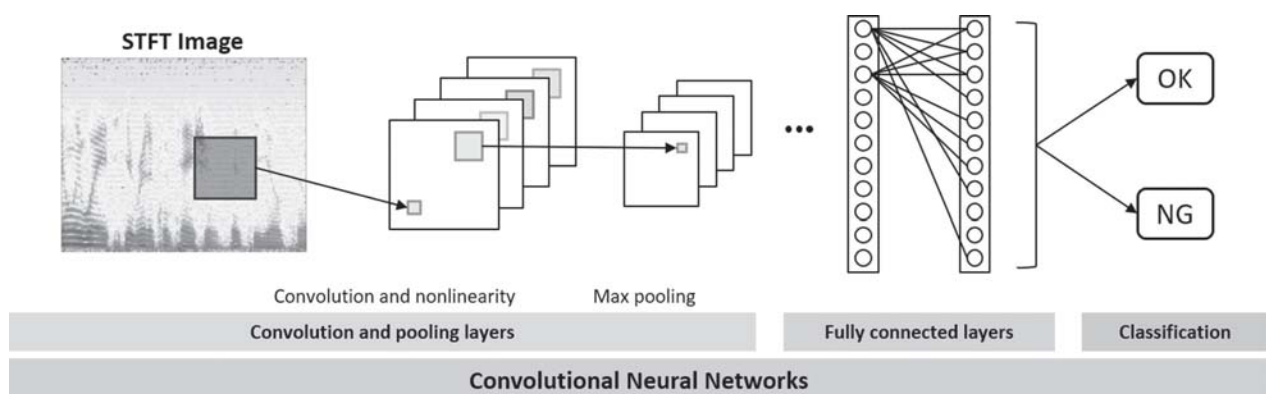 STFT Image
OK
NG
Convolution and nonlinearity
Max pooling
Convolution and pooling layers
Fully connected layers
Classification
Convolutional Neural Networks